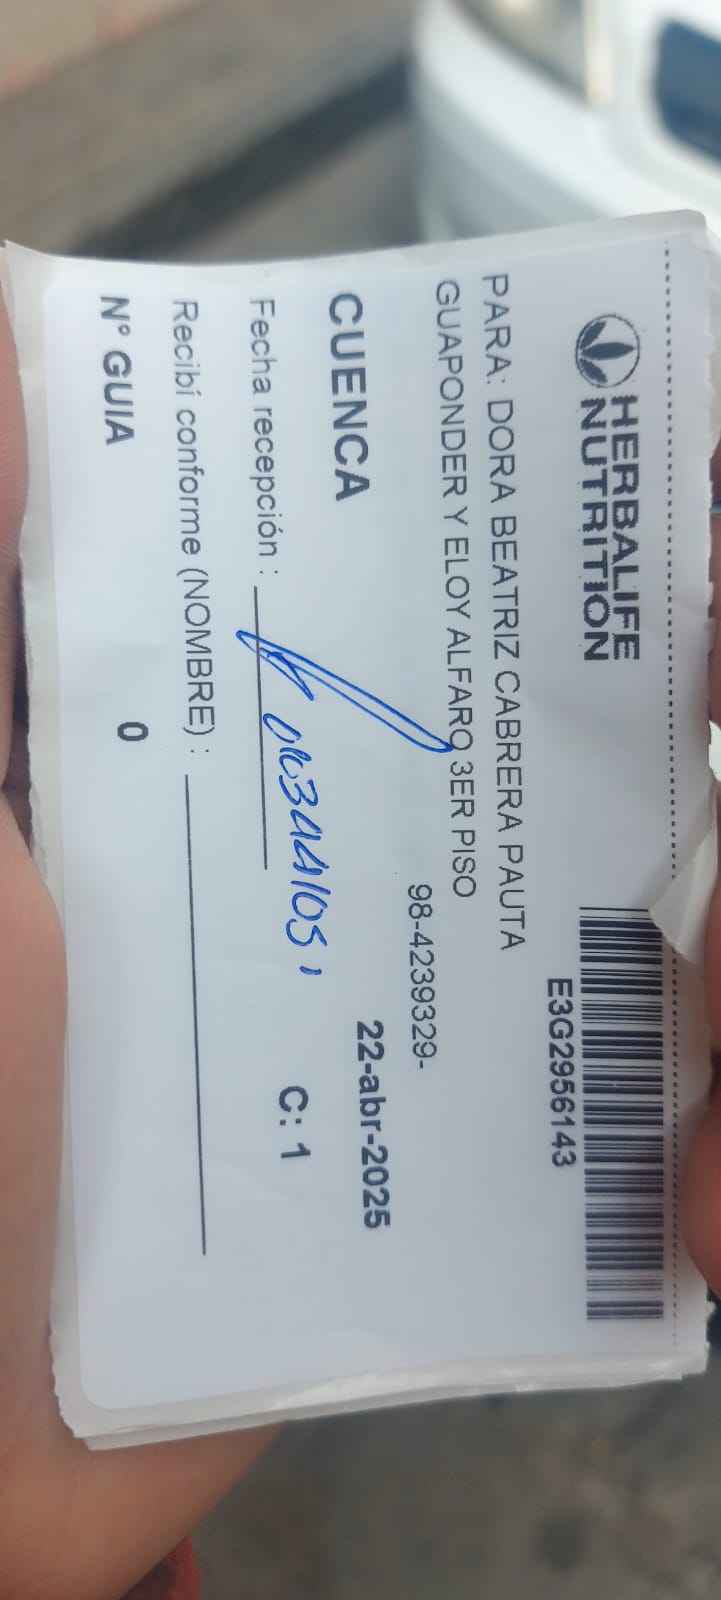 HERBALIFE
NUTRITION
E3G2956143
PARA: DORA BEATRIZ CABRERA PAUTA
GUAPONDER Y ELOY ALFARO 3ER PISO
98-4239329-
CUENCA
22-abr-2025
Fecha recepción :
C: 1
Recibí conforme (NOMBRE) :
Nº GUIA
0